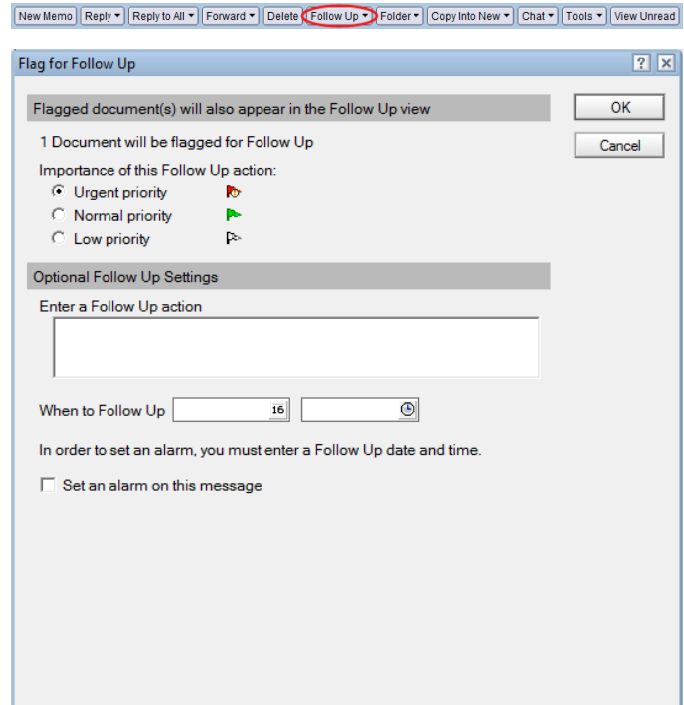 New Memo Reply Reply to All Forward Delete Follow Up Folder Copy Into New Chat Tools View Unread
Flag for Follow Up ?
Flagged document(s) will also appear in the Follow Up view OK
1 Document will be flagged for Follow Up Cancel
Importance of this Follow Up action:
Urgent priority
Normal priority
Low priority
Optional Follow Up Settings
Enter a Follow Up action
When to Follow Up 16
In order to set an alarm, you must enter a Follow Up date and time.
Set an alarm on this message